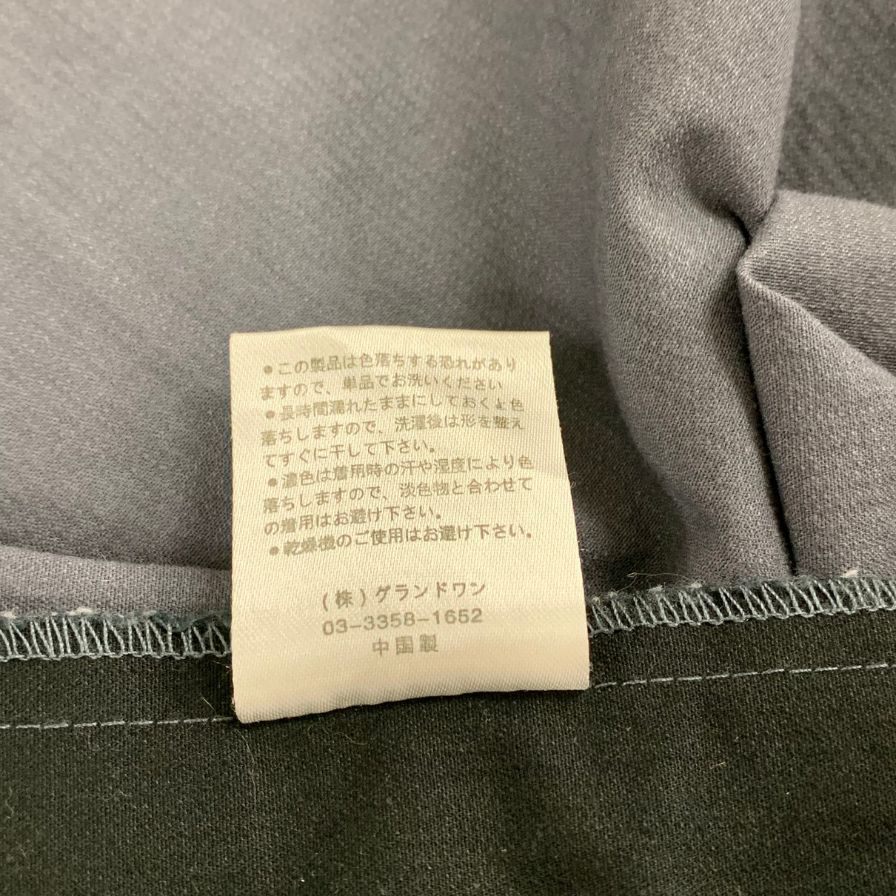 ●この製品は色落ちする恐れがあり
ますので、単品でお洗いください
●長時間濡れたままにしておくと色
落ちしますので、洗濯後は形を整え
てすぐに干して下さい。
●濃色は着用時の汗や湿度により色
落ちしますので、淡色物と合わせて
の着用はお避け下さい。
●乾燥機のご使用はお避け下さい。
(株)グランドワン
03-3358-1652
中国製